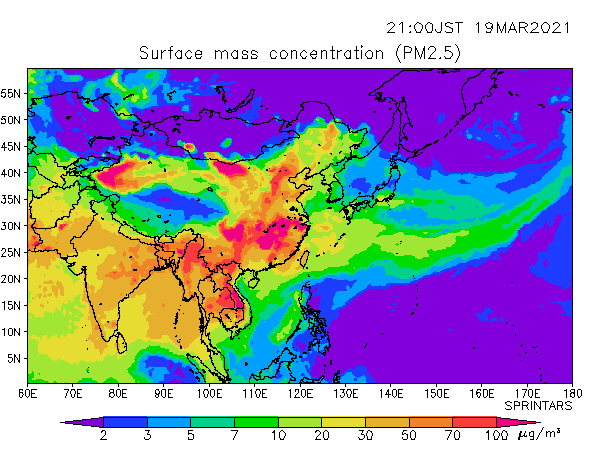 21:00JST 19MAR2021
Surface mass concentration (PM2.5)
55N
50N
45N
40N
35N
30N
25N
20N
15N
10N
5N
60E 70E 80E 90E 100E 110E 120E 130E 140E 150E 160E 170E 180
SPRINTARS
2 3 5 7 10 20 30 50 70 100 μg/m³